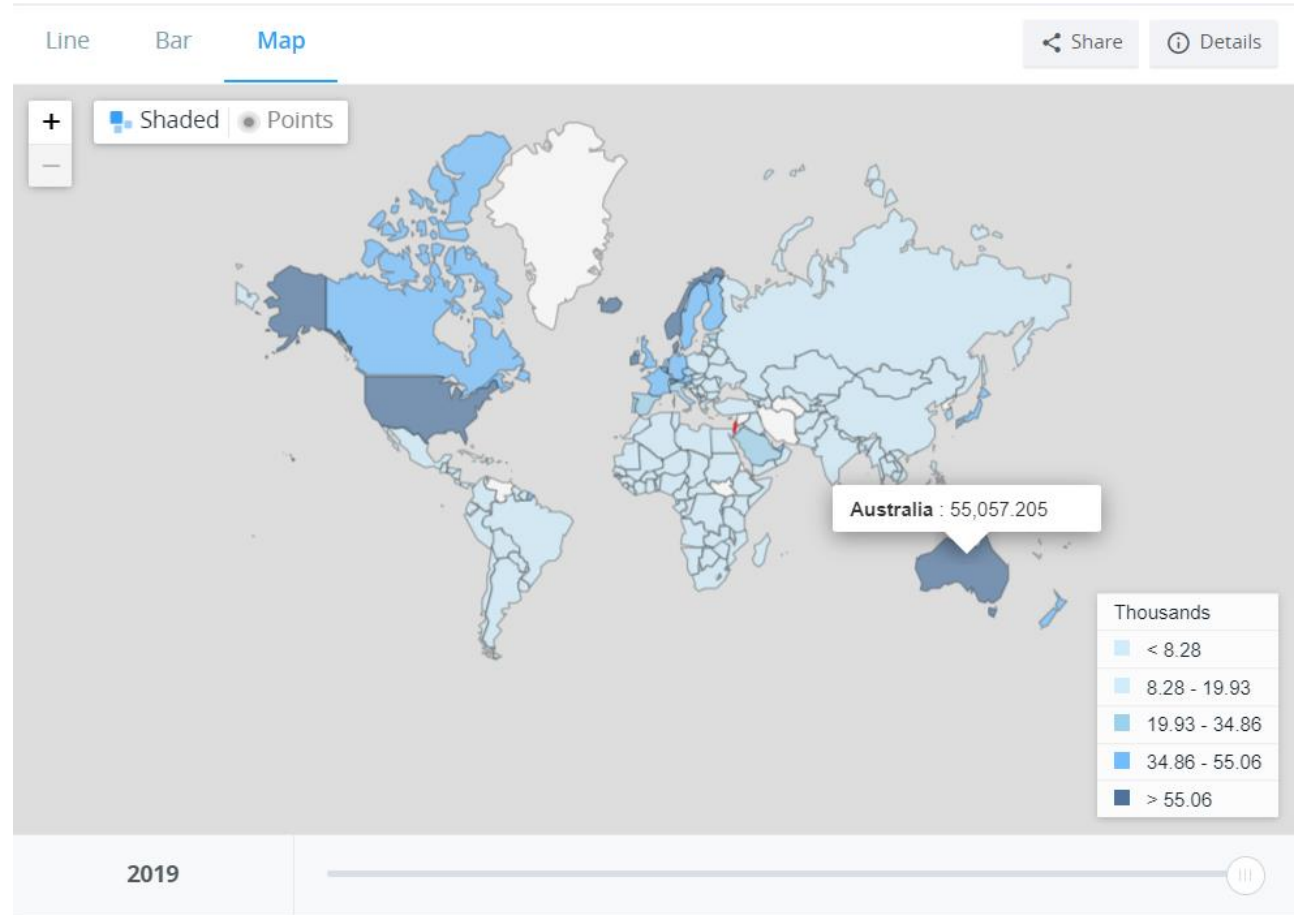 Line Bar Map Share Details
+ Shaded Points
−
Australia : 55,057.205
Thousands
< 8.28
8.28 - 19.93
19.93 - 34.86
34.86 - 55.06
> 55.06
2019